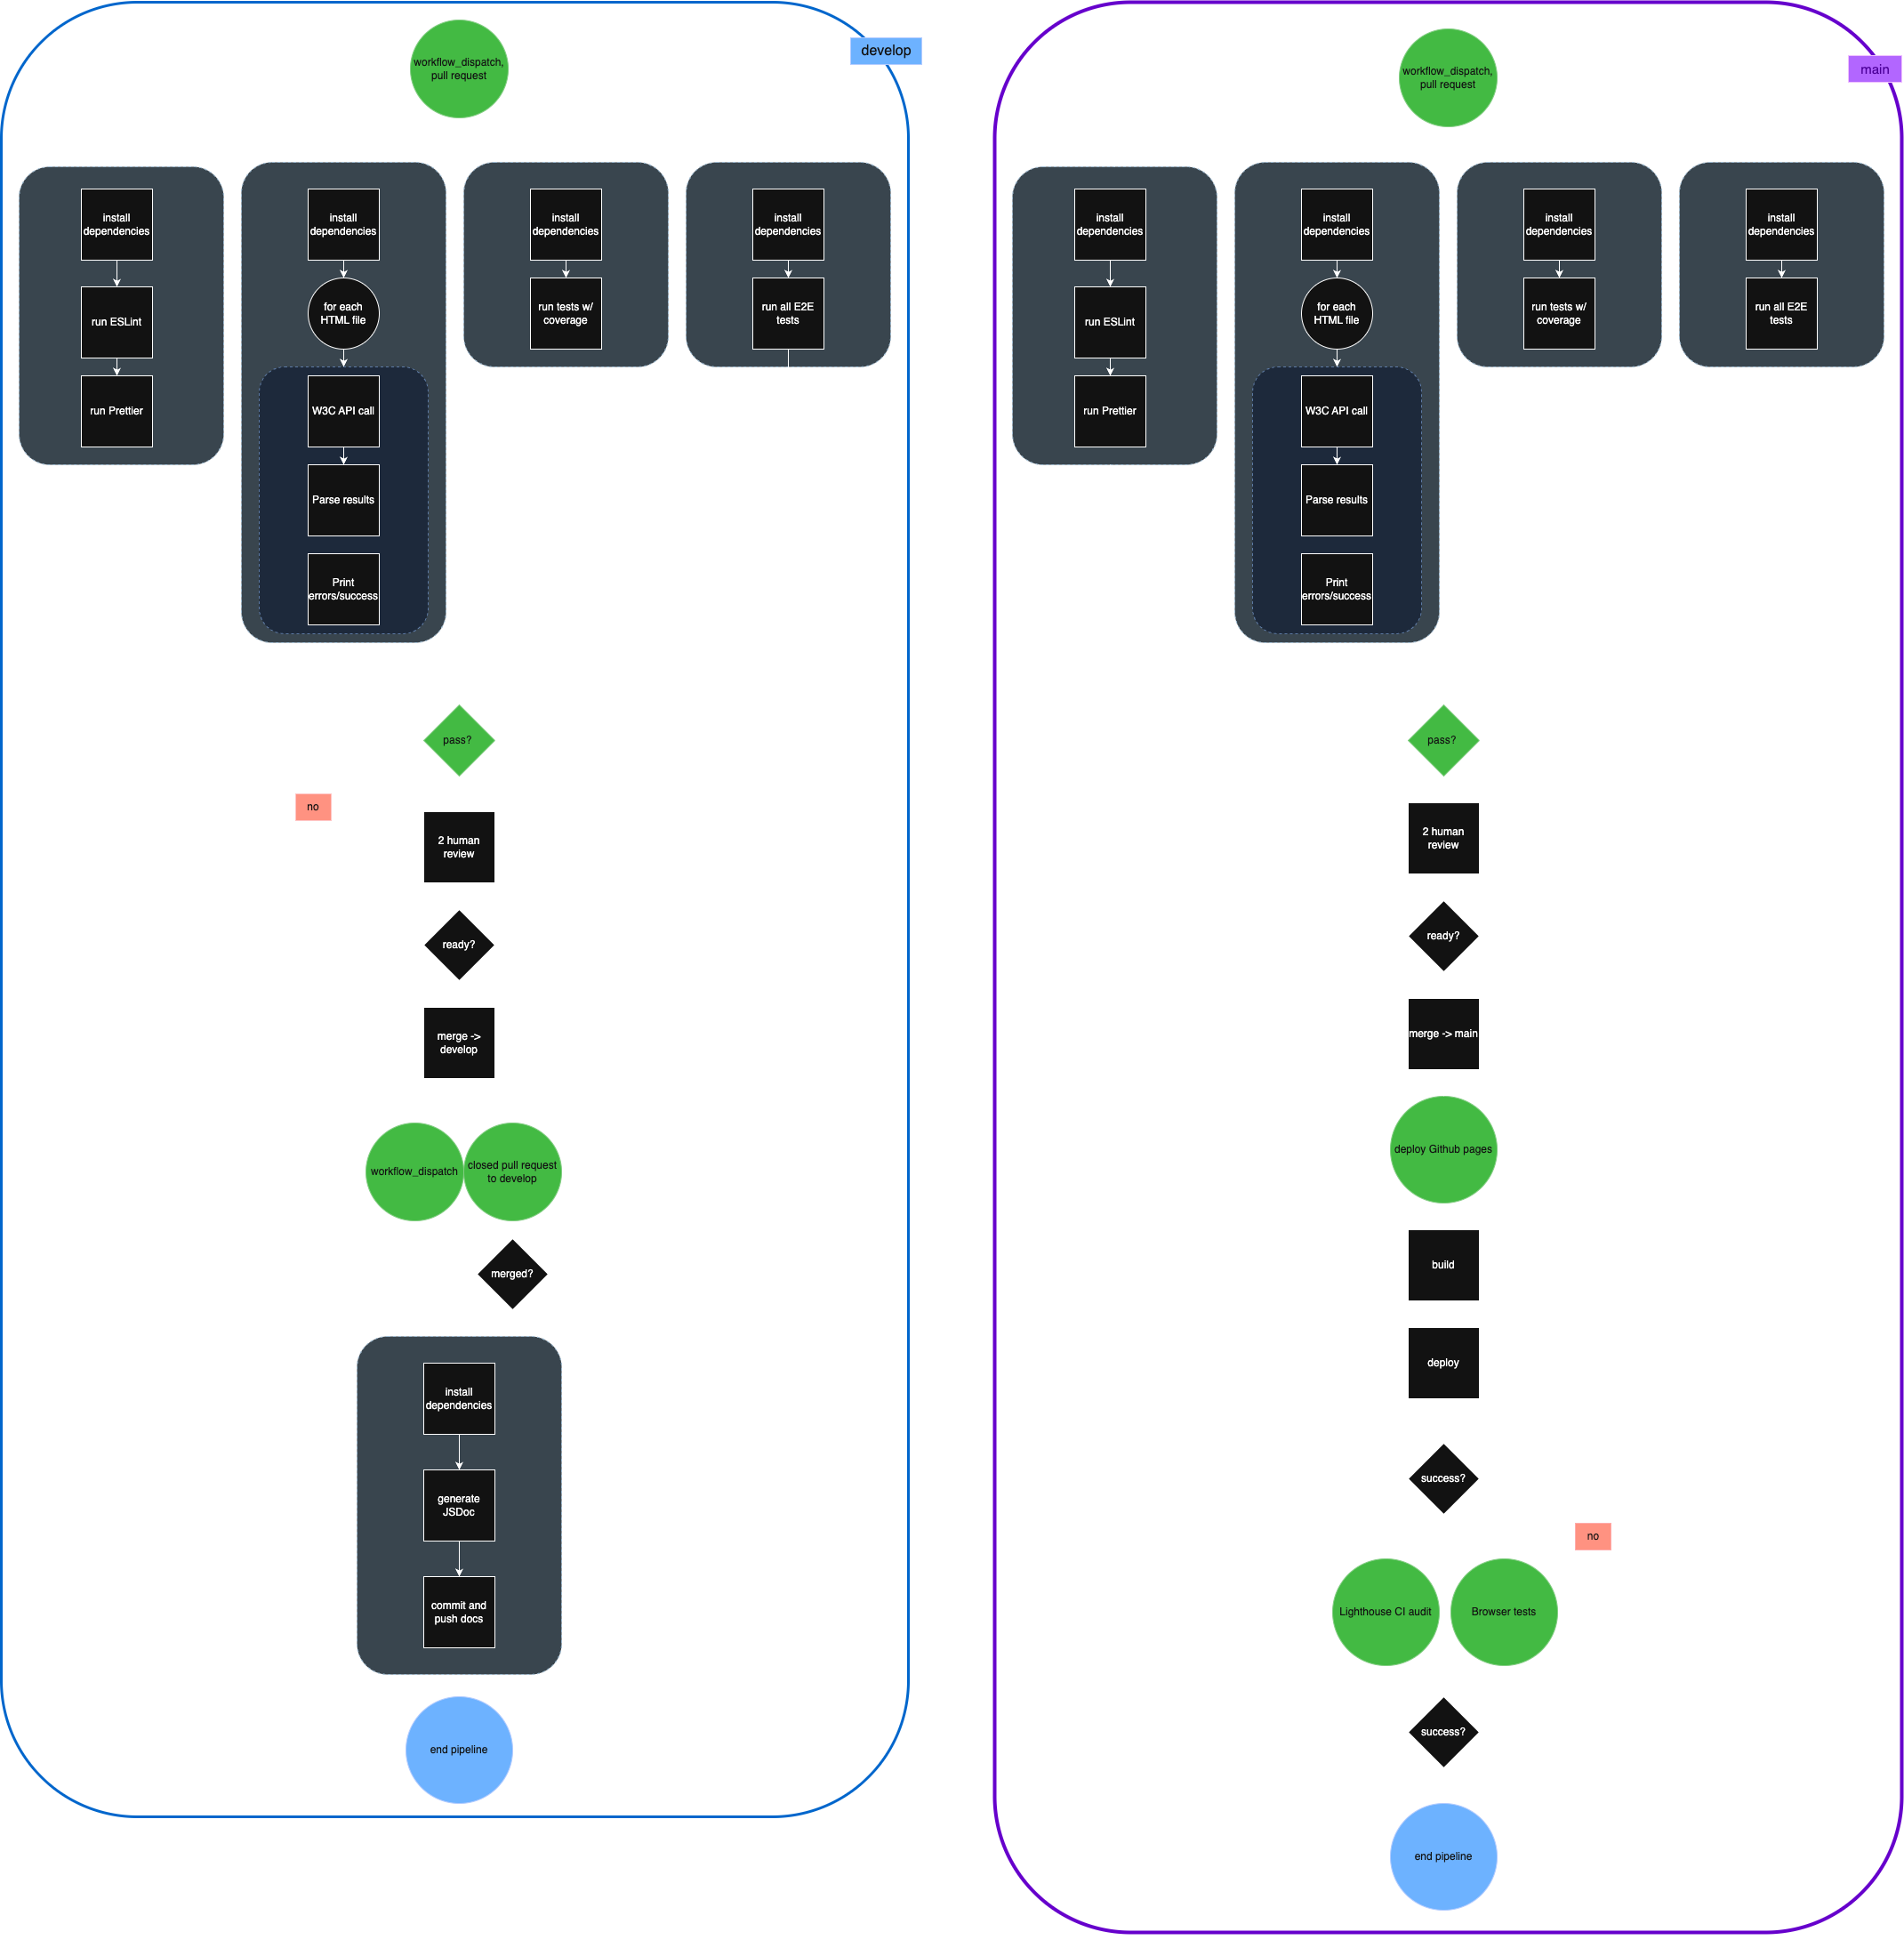 develop
workflow_dispatch,
pull request
install
dependencies
run ESLint
run Prettier
install
dependencies
for each
HTML file
W3C API call
Parse results
Print
errors/success
install
dependencies
run tests w/
coverage
install
dependencies
run all E2E
tests
pass?
no
2 human
review
ready?
merge ->
develop
workflow_dispatch
closed pull request
to develop
merged?
install
dependencies
generate
JSDoc
commit and
push docs
end pipeline
main
workflow_dispatch,
pull request
install
dependencies
run ESLint
run Prettier
install
dependencies
for each
HTML file
W3C API call
Parse results
Print
errors/success
install
dependencies
run tests w/
coverage
install
dependencies
run all E2E
tests
pass?
2 human
review
ready?
merge -> main
deploy Github pages
build
deploy
success?
no
Lighthouse CI audit
Browser tests
success?
end pipeline